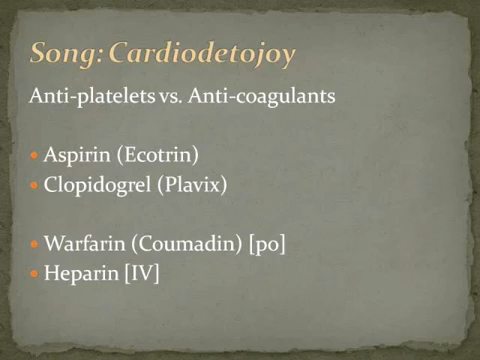 Song: Cardiodetojoy
Anti-platelets vs. Anti-coagulants
• Aspirin (Ecotrin)
• Clopidogrel (Plavix)
• Warfarin (Coumadin) [po]
• Heparin [IV]